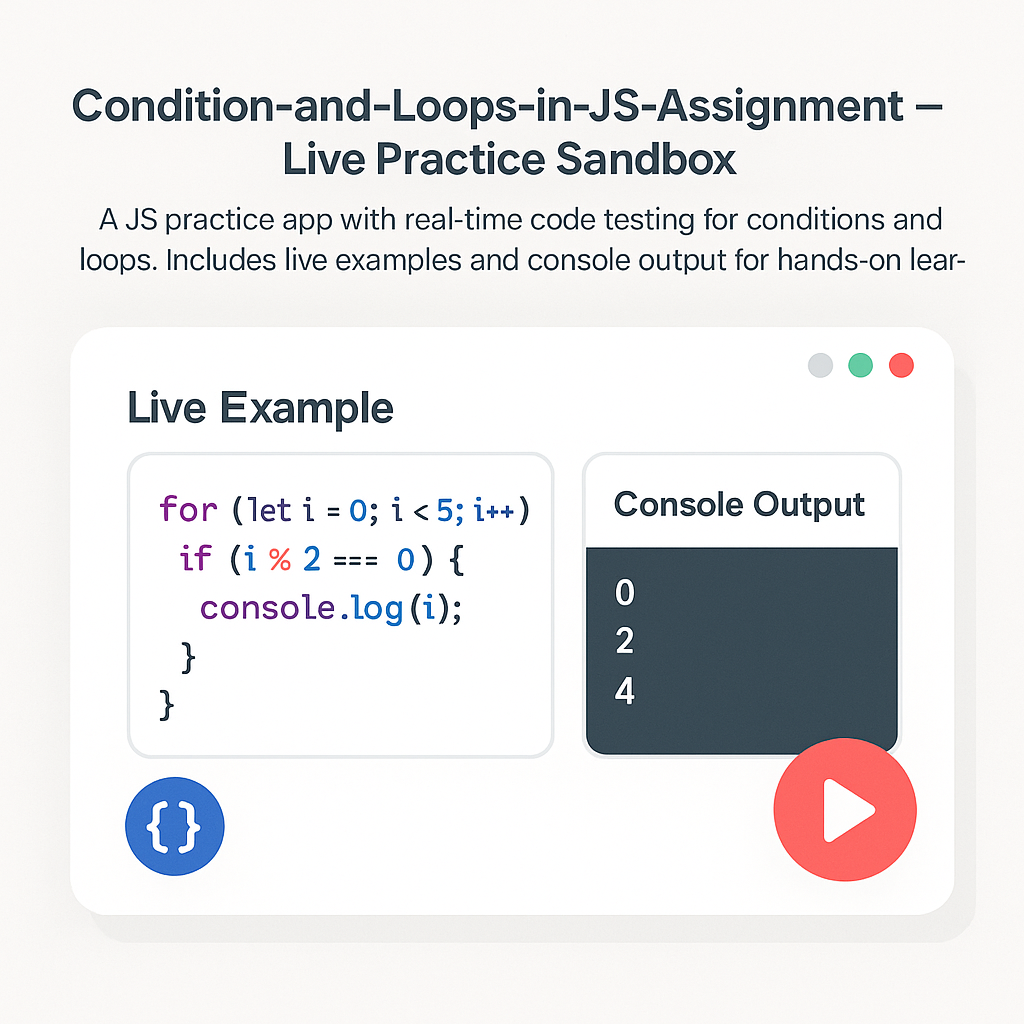 Condition-and-Loops-in-JS-Assignment –
Live Practice Sandbox
A JS practice app with real-time code testing for conditions and
loops. Includes live examples and console output for hands-on lear-
Live Example
for (let i = 0; i < 5; i++)
if (i % 2 === 0) {
console.log(i);
}
}
Console Output
0
2
4
{}